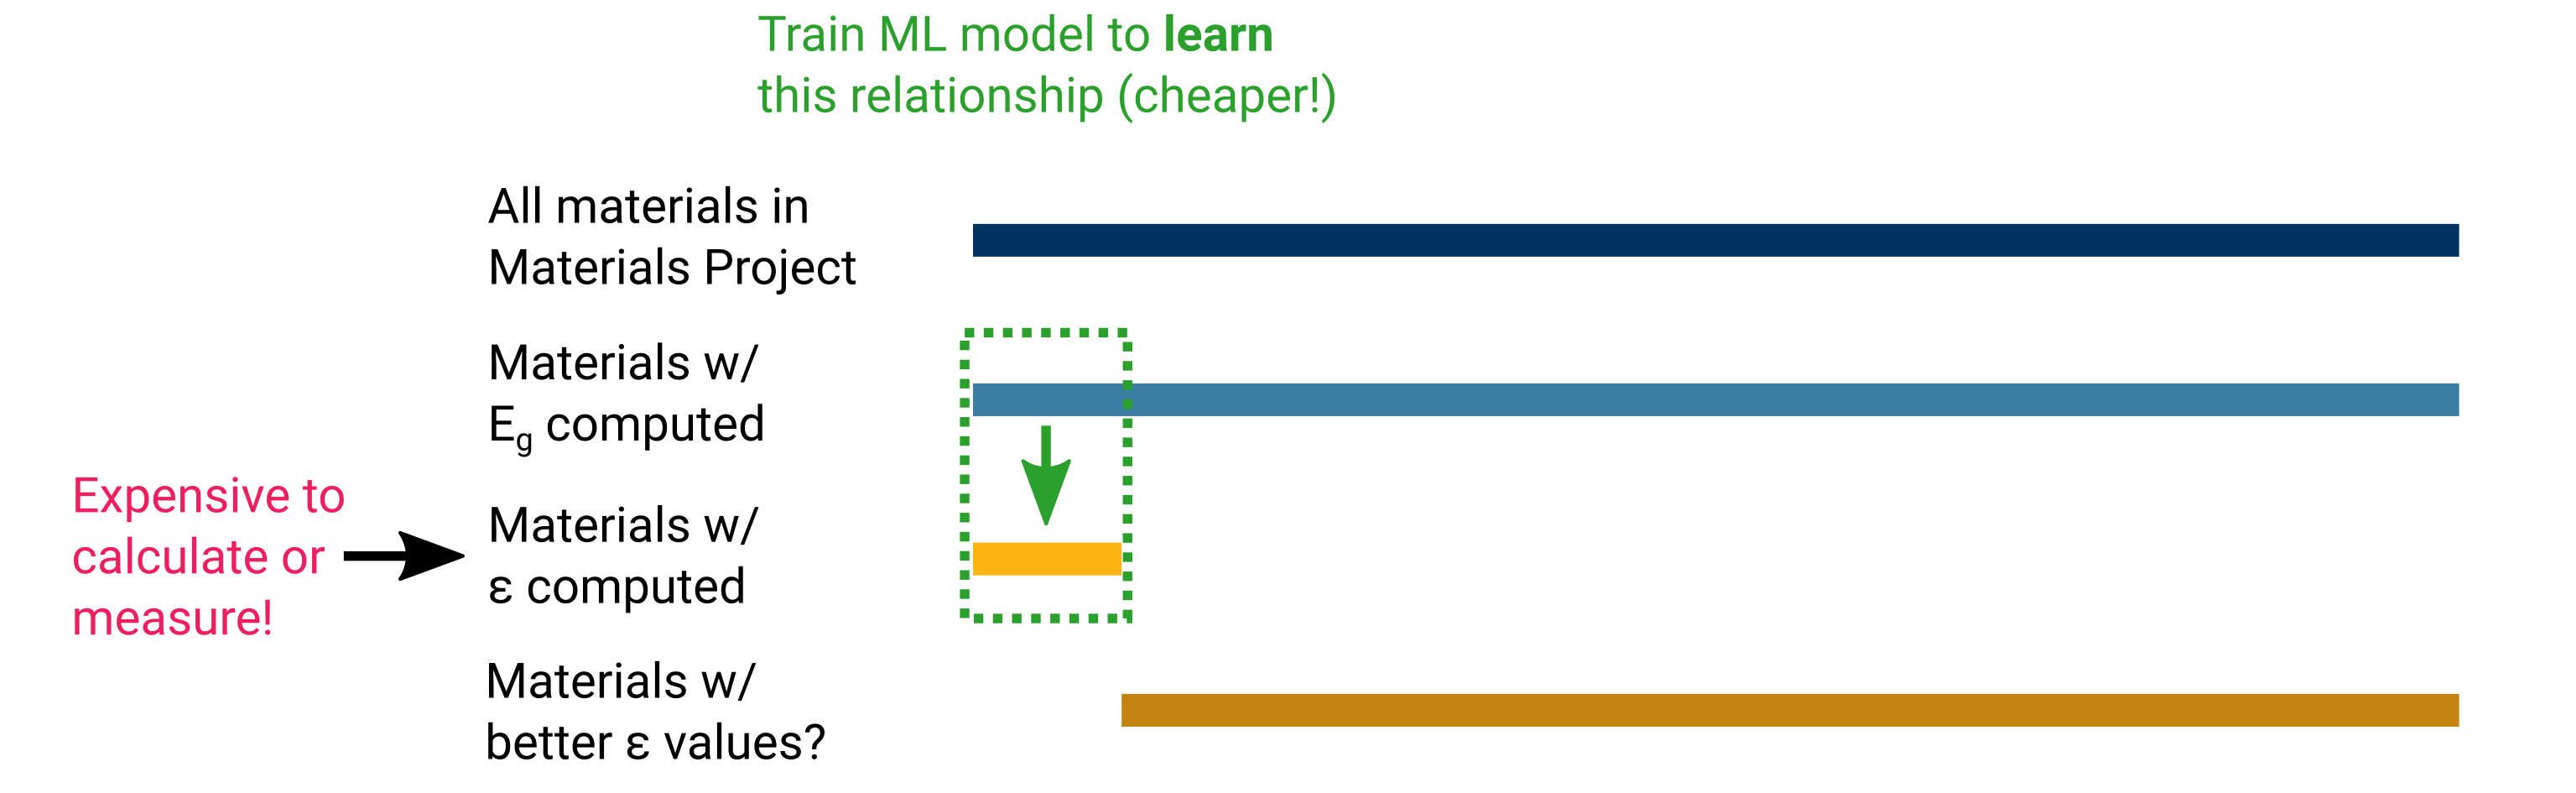 Train ML model to learn
this relationship (cheaper!)
All materials in
Materials Project
Materials w/
Eg computed
Expensive to
calculate or
measure!
Materials w/
ε computed
Materials w/
better ε values?